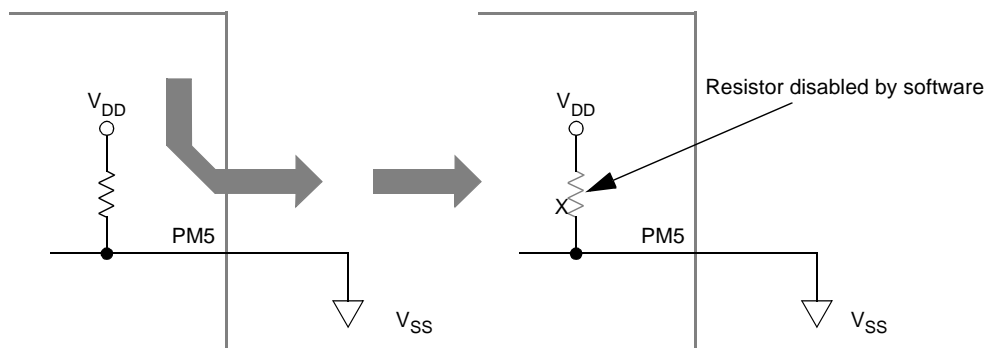 VDD
PM5
VSS
Resistor disabled by software
VDD
X
PM5
VSS